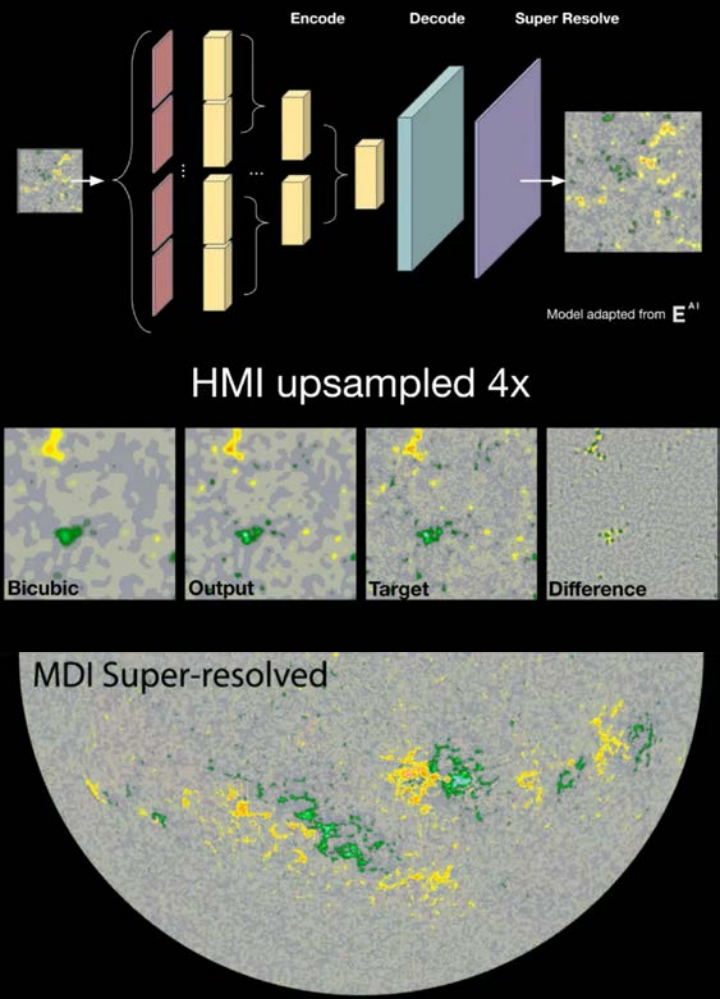 Encode Decode Super Resolve
...
...
Model adapted from E AI
HMI upsampled 4x
Bicubic Output Target Difference
MDI Super-resolved